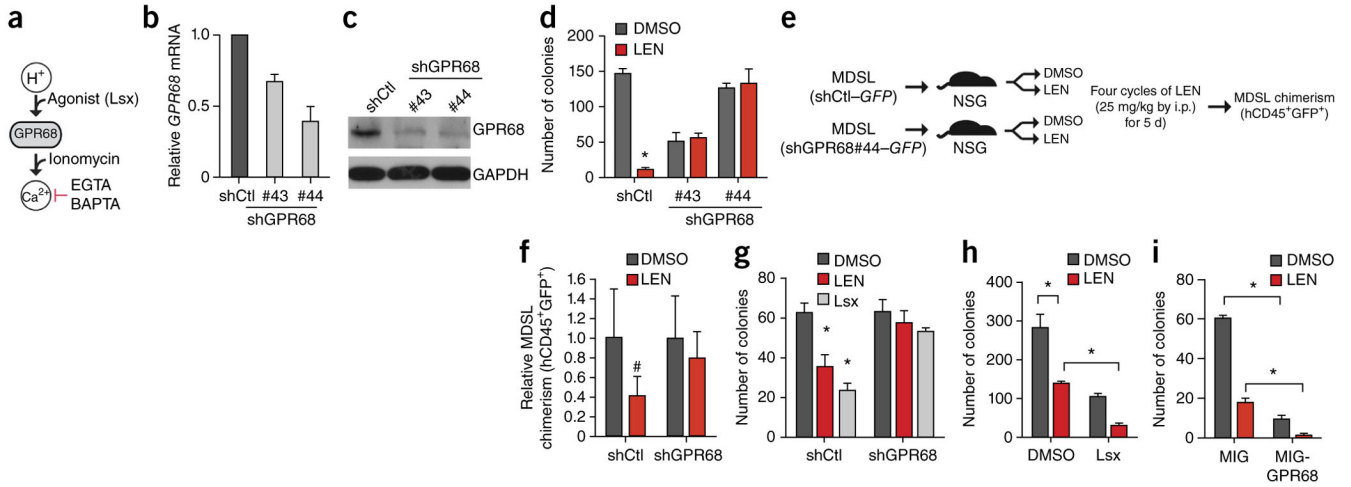 a
H+
Agonist (Lsx)
GPR68
Ionomycin
Ca2+
EGTA
BAPTA
b
Relative GPR68 mRNA
1.0
0.5
0
shCtl
#43
#44
shGPR68
c
shGPR68
shCtl
#43
#44
GPR68
GAPDH
d
DMSO
LEN
Number of colonies
200
150
100
50
0
*
shCtl
#43
#44
shGPR68
e
MDSL
(shCtl–GFP)
NSG
DMSO
LEN
MDSL
(shGPR68#44–GFP)
NSG
DMSO
LEN
Four cycles of LEN
(25 mg/kg by i.p.)
for 5 d)
MDSL chimerism
(hCD45+GFP+)
f
DMSO
LEN
Relative MDSL
chimerism (hCD45+GFP+)
1.6
1.4
1.2
1.0
0.8
0.6
0.4
0.2
0
#
shCtl
shGPR68
g
DMSO
LEN
Lsx
Number of colonies
80
60
40
20
0
*
*
shCtl
shGPR68
h
DMSO
LEN
Number of colonies
400
300
200
100
0
*
*
DMSO
Lsx
i
DMSO
LEN
Number of colonies
80
60
40
20
0
*
*
MIG
MIG-
GPR68